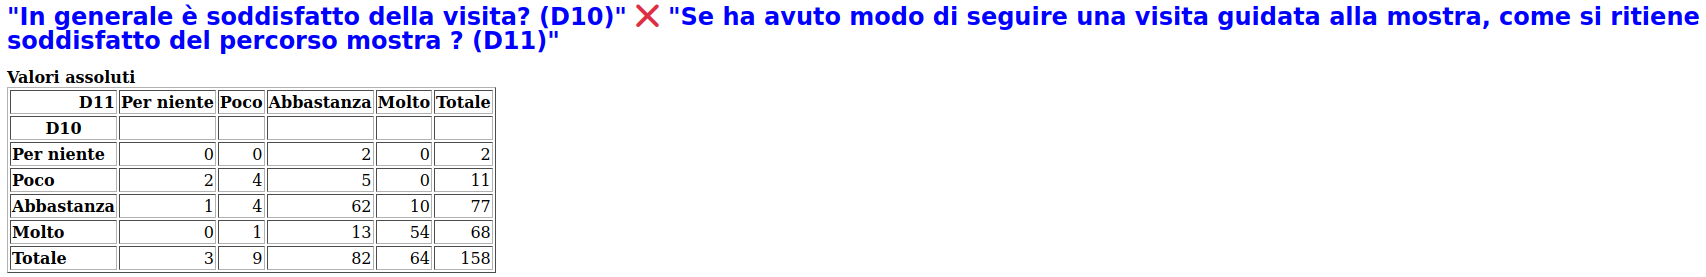 "In generale è soddisfatto della visita? (D10)" ❌ "Se ha avuto modo di seguire una visita guidata alla mostra, come si ritiene
soddisfatto del percorso mostra ? (D11)"
Valori assoluti
D11 Per niente Poco Abbastanza Molto Totale
D10
Per niente 0 0 2 0 2
Poco 2 4 5 0 11
Abbastanza 1 4 62 10 77
Molto 0 1 13 54 68
Totale 3 9 82 64 158